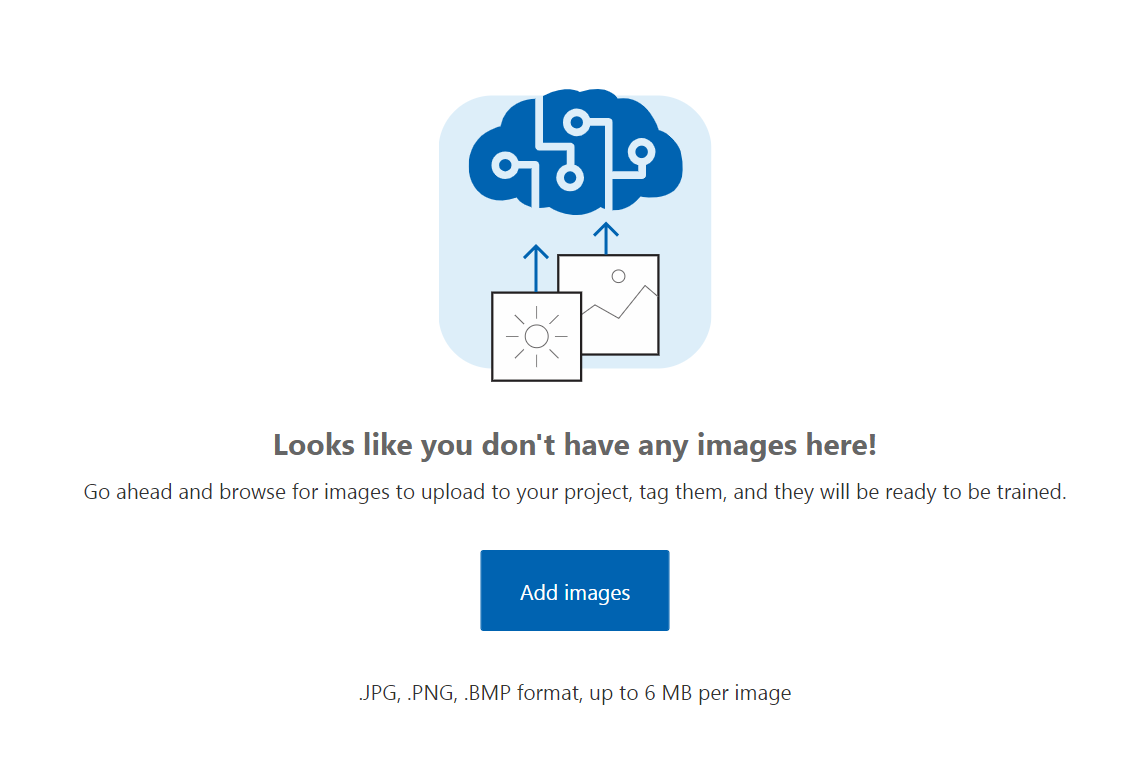 Looks like you don't have any images here!
Go ahead and browse for images to upload to your project, tag them, and they will be ready to be trained.
Add images
.JPG, .PNG, .BMP format, up to 6 MB per image